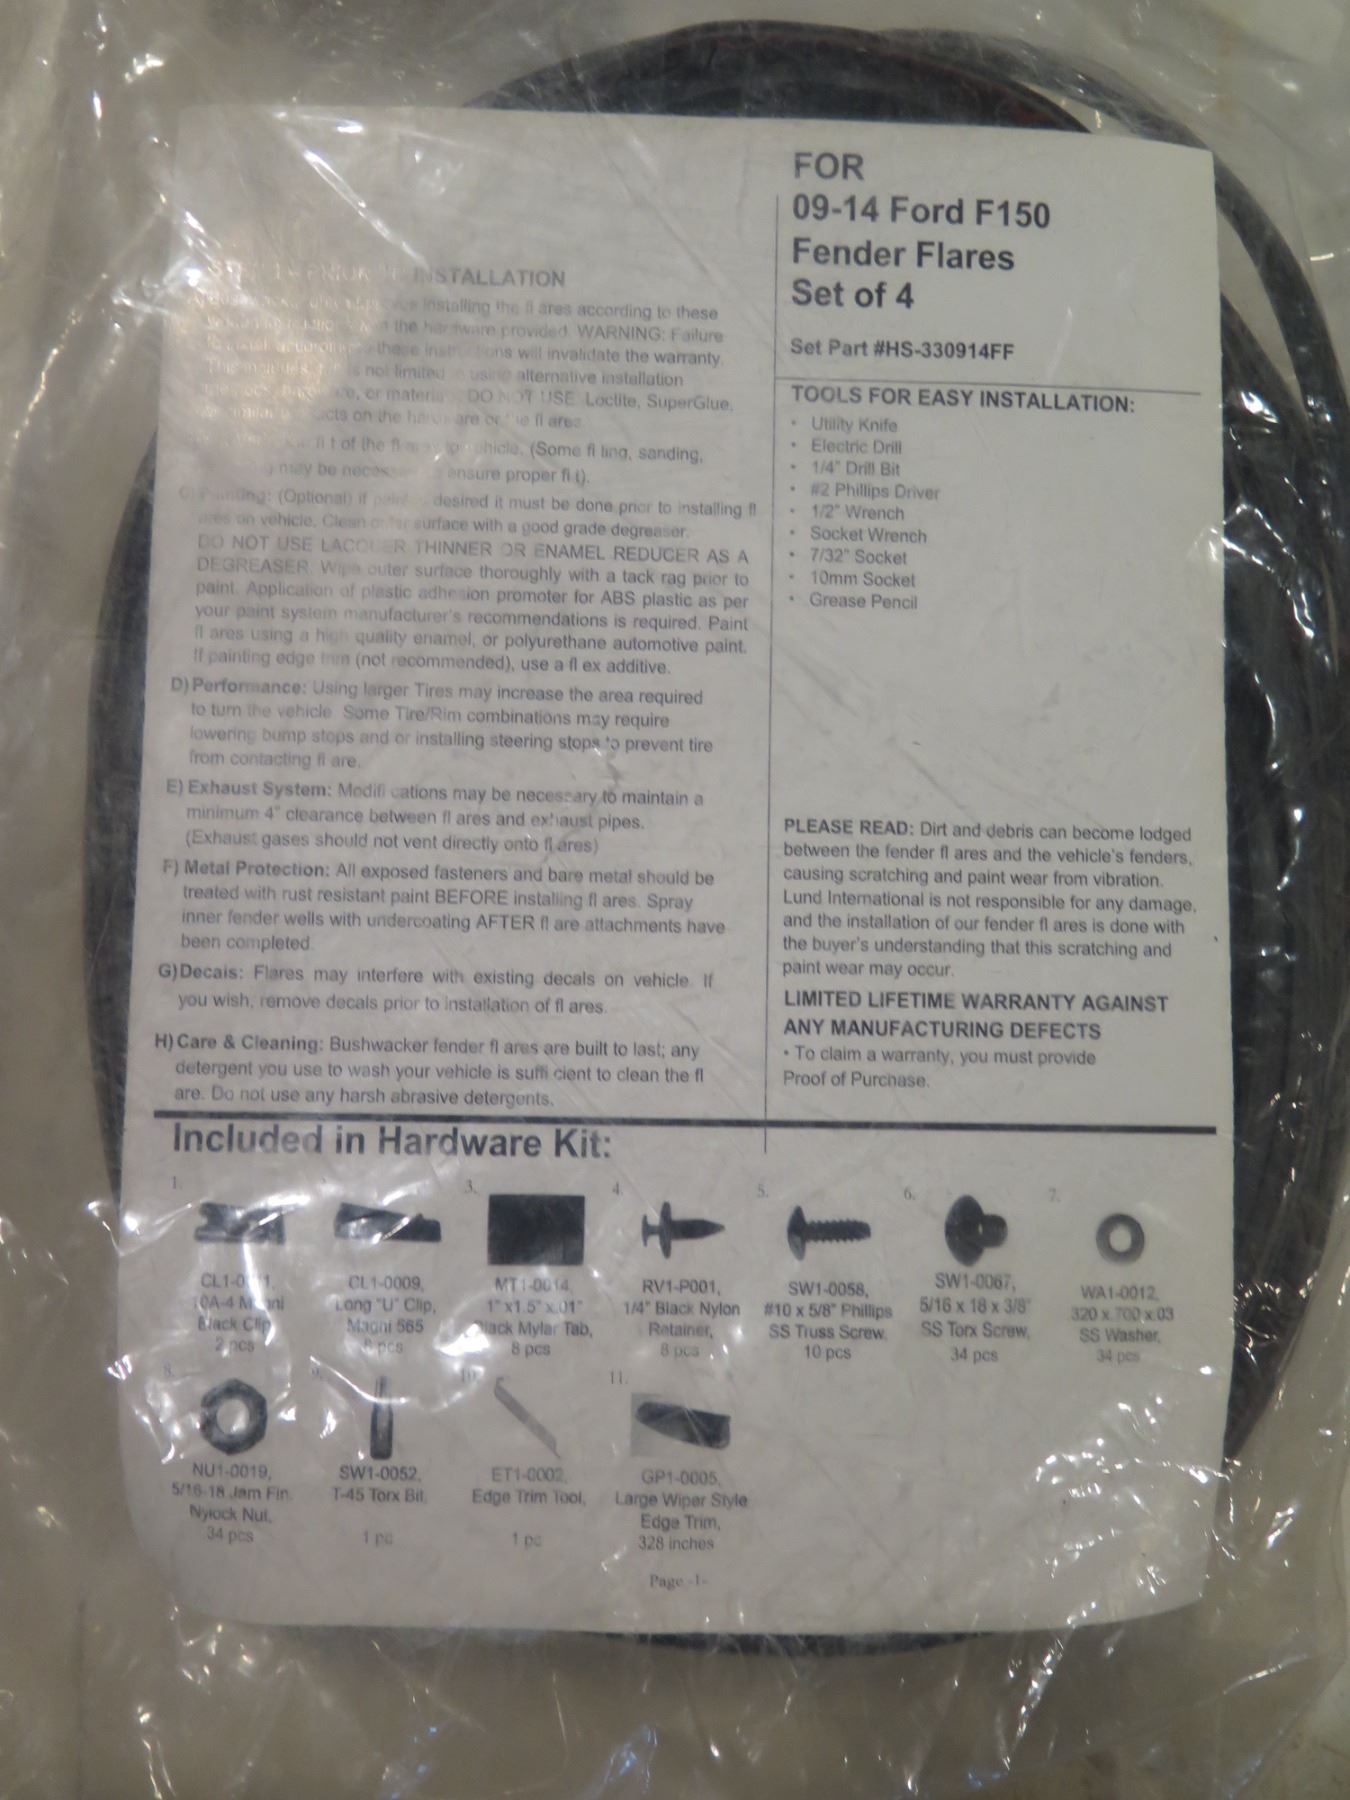 INSTALLATION
installing the fl ares according to these
the hardware provided. WARNING: Failure
these instructions will invalidate the warranty.
is not limited to using alternative installation
or materials. DO NOT USE Loctite, SuperGlue,
on the hardware or the fl ares.
fi t of the fl ares to vehicle. (Some fi ling, sanding,
may be necessary to ensure proper fi t).
C) Painting: (Optional) If paint is desired it must be done prior to installing fl
ares on vehicle. Clean outer surface with a good grade degreaser.
DO NOT USE LACQUER THINNER OR ENAMEL REDUCER AS A
DEGREASER. Wipe outer surface thoroughly with a tack rag prior to
paint. Application of plastic adhesion promoter for ABS plastic as per
your paint system manufacturer's recommendations is required. Paint
fl ares using a high quality enamel, or polyurethane automotive paint.
If painting edge trim (not recommended), use a fl ex additive.
D) Performance: Using larger Tires may increase the area required
to turn the vehicle. Some Tire/Rim combinations may require
lowering bump stops and or installing steering stops to prevent tire
from contacting fl are.
E) Exhaust System: Modifi cations may be necessary to maintain a
minimum 4" clearance between fl ares and exhaust pipes.
(Exhaust gases should not vent directly onto fl ares)
F) Metal Protection: All exposed fasteners and bare metal should be
treated with rust resistant paint BEFORE installing fl ares. Spray
inner fender wells with undercoating AFTER fl are attachments have
been completed.
G) Decals: Flares may interfere with existing decals on vehicle. If
you wish, remove decals prior to installation of fl ares.
H) Care & Cleaning: Bushwacker fender fl ares are built to last; any
detergent you use to wash your vehicle is suffi cient to clean the fl
are. Do not use any harsh abrasive detergents.
FOR
09-14 Ford F150
Fender Flares
Set of 4
Set Part #HS-330914FF
TOOLS FOR EASY INSTALLATION:
• Utility Knife
• Electric Drill
• 1/4" Drill Bit
• #2 Phillips Driver
• 1/2" Wrench
• Socket Wrench
• 7/32" Socket
• 10mm Socket
• Grease Pencil
PLEASE READ: Dirt and debris can become lodged
between the fender fl ares and the vehicle's fenders,
causing scratching and paint wear from vibration.
Lund International is not responsible for any damage,
and the installation of our fender fl ares is done with
the buyer's understanding that this scratching and
paint wear may occur.
LIMITED LIFETIME WARRANTY AGAINST
ANY MANUFACTURING DEFECTS
• To claim a warranty, you must provide
Proof of Purchase.
Included in Hardware Kit:
1.
Black Clip
2 pcs
CL1-0009,
Long "U" Clip,
Magni 565
8 pcs
3.
MT1-0014,
1" x1.5" x.01"
Black Mylar Tab,
8 pcs
4.
RV1-P001,
1/4" Black Nylon
Retainer,
8 pcs
5.
SW1-0058,
#10 x 5/8" Phillips
SS Truss Screw.
10 pcs
6.
SW1-0067,
5/16 x 18 x 3/8"
SS Torx Screw,
34 pcs
7.
WA1-0012,
.320 x .700 x.03
SS Washer,
34 pcs
8.
NU1-0019,
5/16-18 Jam Fin.
Nylock Nut,
34 pcs
9.
SW1-0052,
T-45 Torx Bit,
1 pc
10.
ET1-0002,
Edge Trim Tool,
1 pc
11.
GP1-0005,
Large Wiper Style
Edge Trim,
328 inches
Page -1-